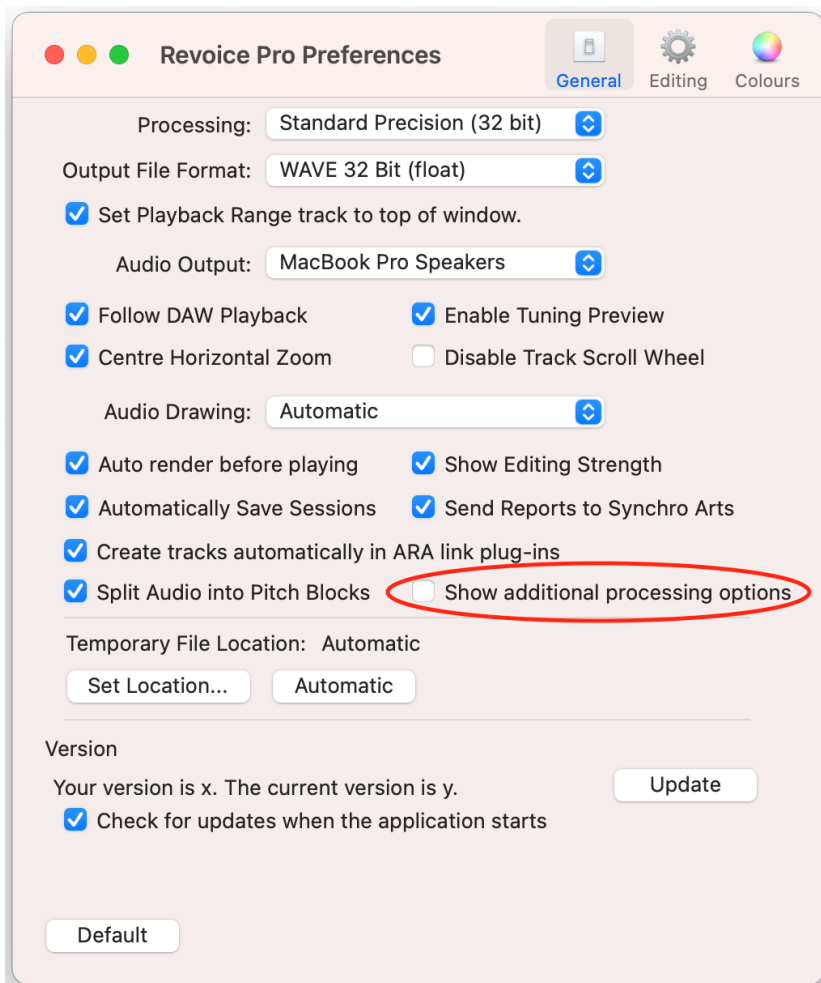 Revoice Pro Preferences
General Editing Colours
Processing: Standard Precision (32 bit)
Output File Format: WAVE 32 Bit (float)
Set Playback Range track to top of window.
Audio Output: MacBook Pro Speakers
Follow DAW Playback Enable Tuning Preview
Centre Horizontal Zoom Disable Track Scroll Wheel
Audio Drawing: Automatic
Auto render before playing Show Editing Strength
Automatically Save Sessions Send Reports to Synchro Arts
Create tracks automatically in ARA link plug-ins
Split Audio into Pitch Blocks Show additional processing options
Temporary File Location: Automatic
Set Location... Automatic
Version
Your version is x. The current version is y. Update
Check for updates when the application starts
Default